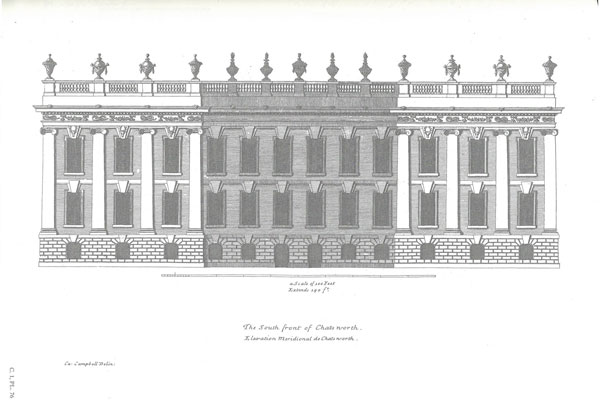 a Scale of 100 Feet
Extends 190 fᵗ.
The South front of Chatsworth.
Elevation Meridional de Chatsworth.
Ca: Campbell Delin:
C. I. Pl. 76